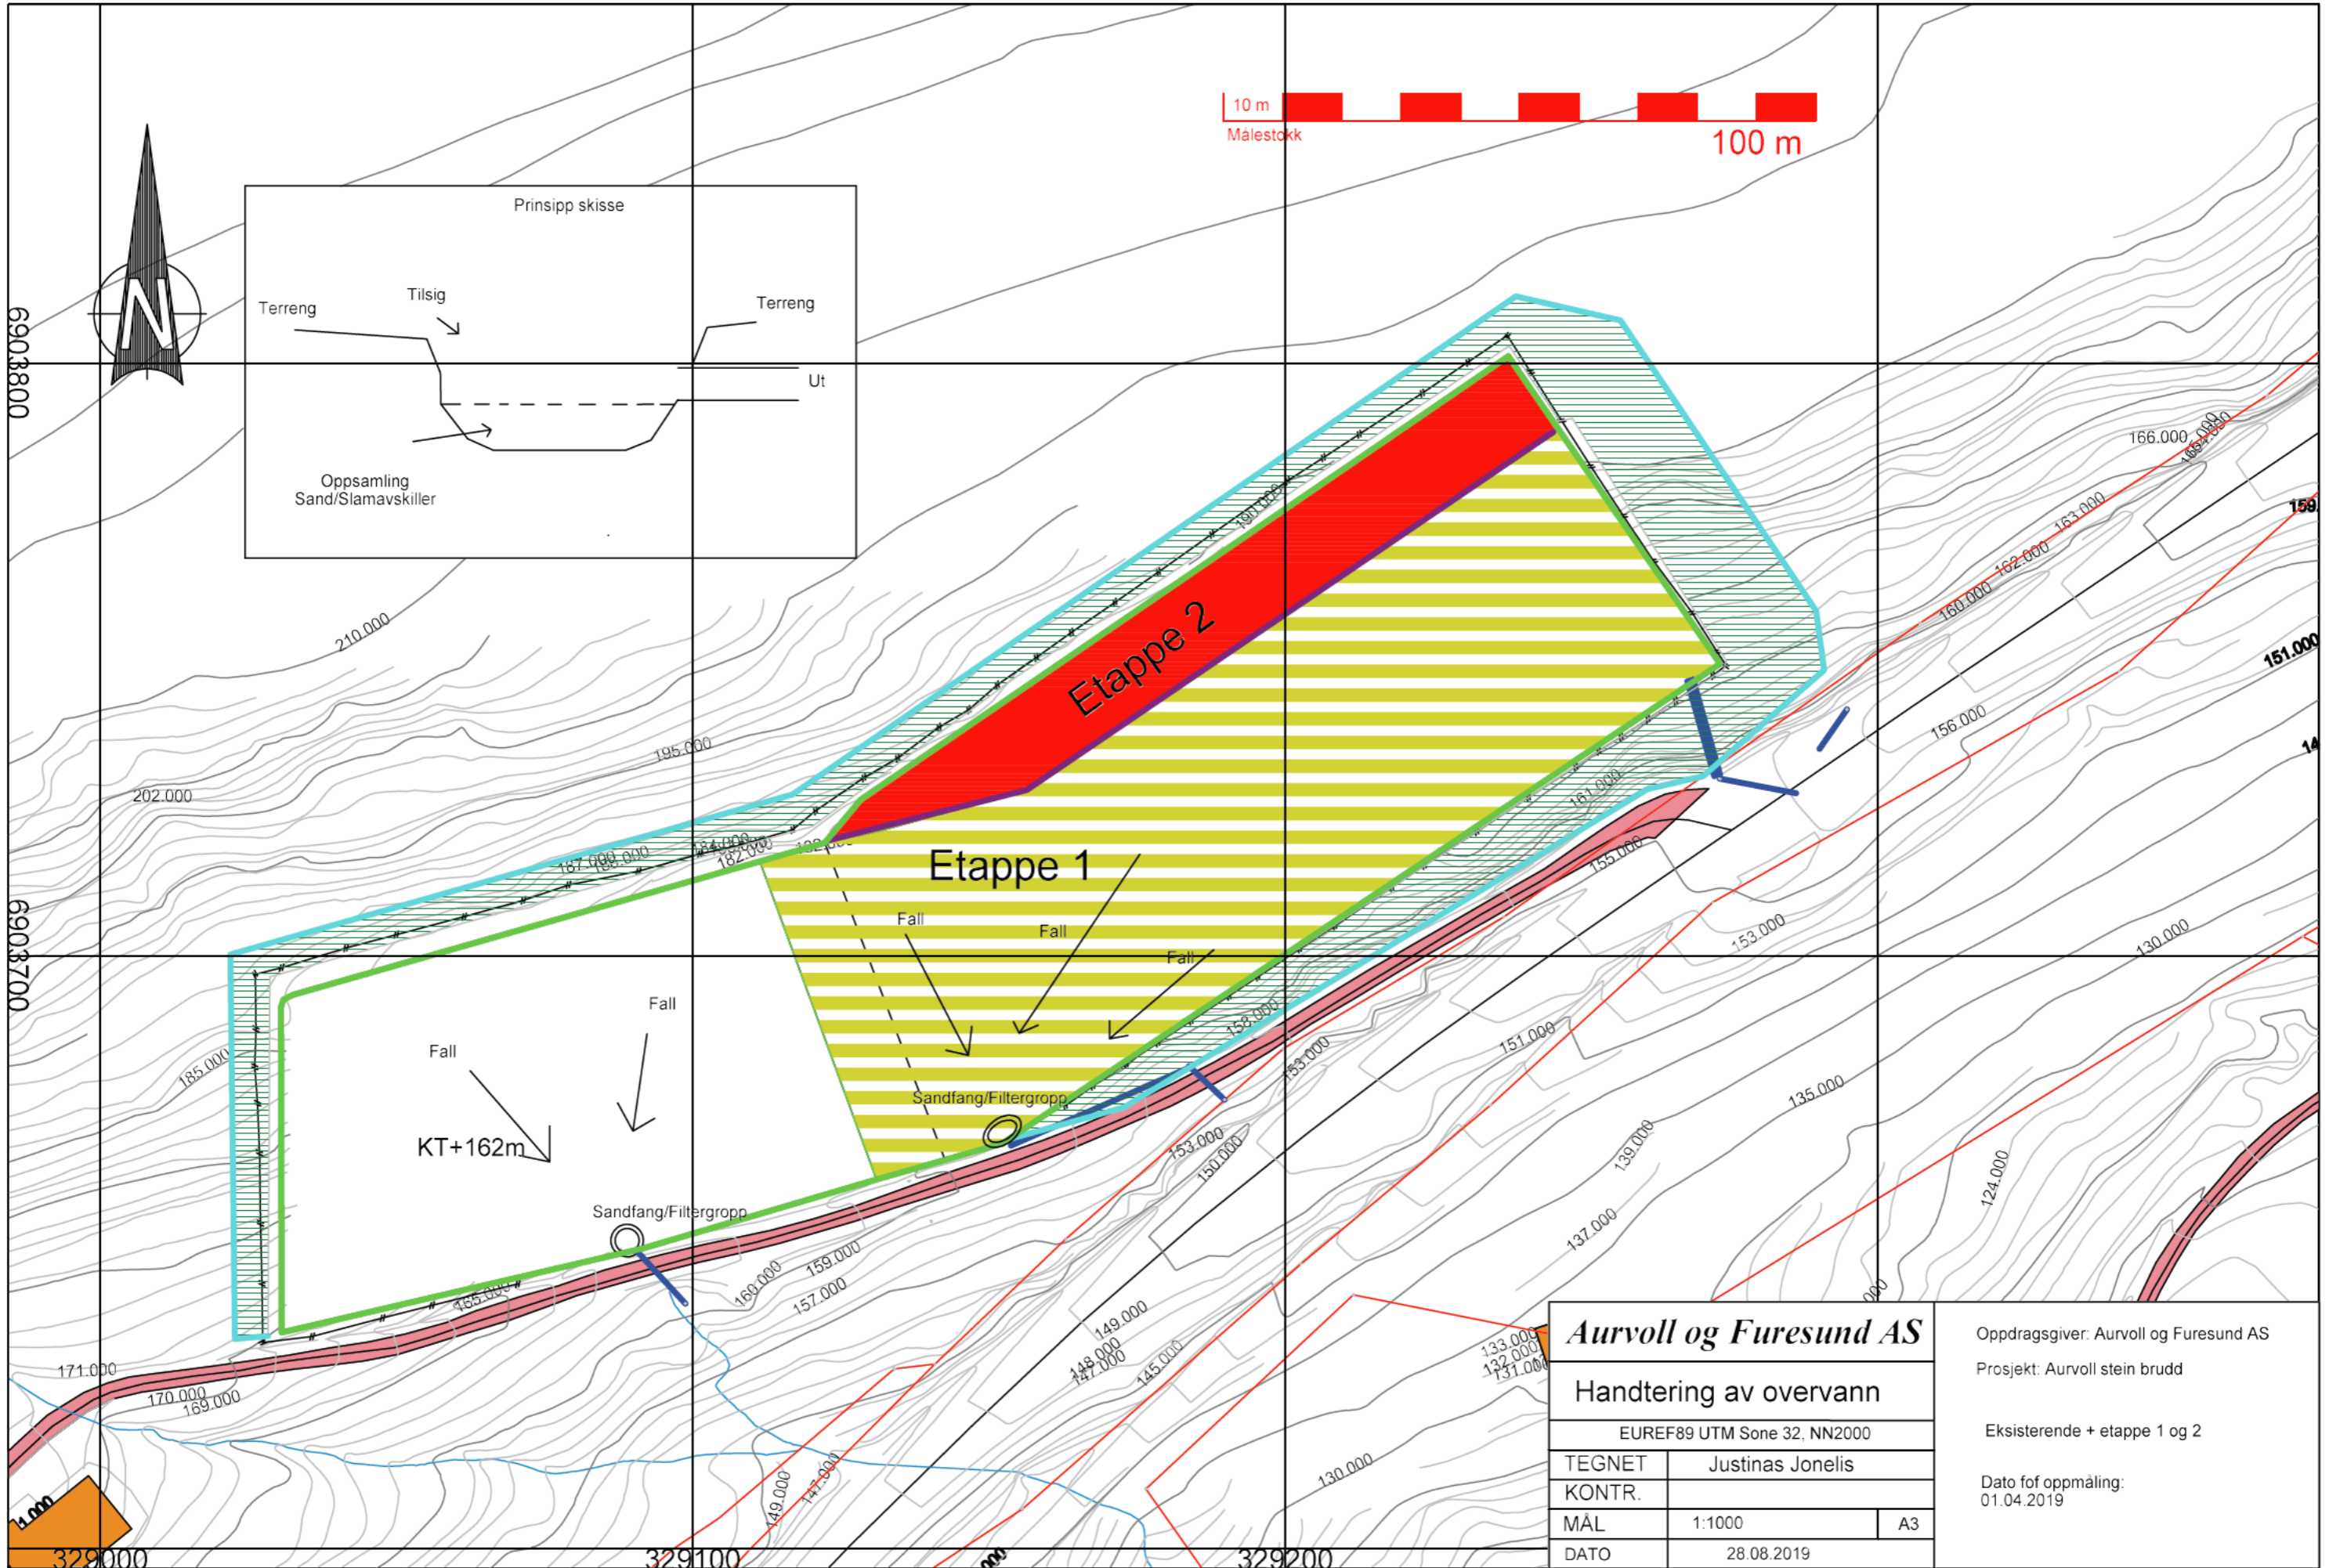 10 m
Målestokk
100 m
N
Prinsipp skisse
Terreng
Tilsig
Terreng
Ut
Oppsamling
Sand/Slamavskiller
6903800
6903700
329000
329100
329200
210.000
202.000
195.000
190.000
187.000
182.000
185.000
171.000
170.000
169.000
165.000
160.000
159.000
157.000
166.000
163.000
162.000
160.000
159.
151.000
156.000
161.000
155.000
153.000
130.000
158.000
153.000
151.000
135.000
139.000
137.000
124.000
153.000
150.000
149.000
148.000
147.000
145.000
149.000
147.000
130.000
133.000
132.000
131.000
Etappe 2
Etappe 1
Fall
Fall
Fall
Fall
Fall
KT+162m
Sandfang/Filtergropp
Sandfang/Filtergropp
Aurvoll og Furesund AS
Handtering av overvann
EUREF89 UTM Sone 32, NN2000
TEGNET Justinas Jonelis
KONTR.
MÅL 1:1000 A3
DATO 28.08.2019
Oppdragsgiver: Aurvoll og Furesund AS
Prosjekt: Aurvoll stein brudd
Eksisterende + etappe 1 og 2
Dato fof oppmåling:
01.04.2019